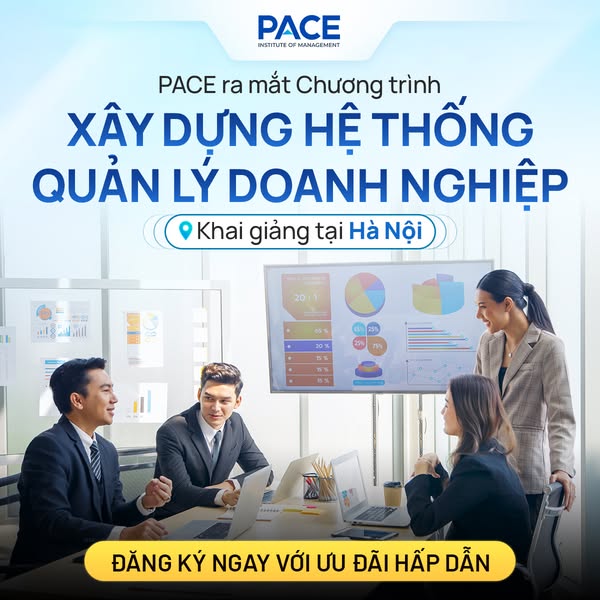 PACE
INSTITUTE OF MANAGEMENT
PACE ra mắt Chương trình
XÂY DỰNG HỆ THỐNG
QUẢN LÝ DOANH NGHIỆP
Khai giảng tại Hà Nội
ĐĂNG KÝ NGAY VỚI ƯU ĐÃI HẤP DẪN